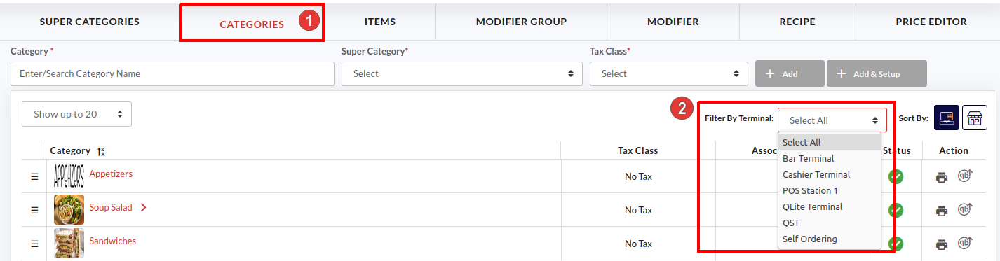 SUPER CATEGORIES CATEGORIES 1 ITEMS MODIFIER GROUP MODIFIER RECIPE PRICE EDITOR
Category * Super Category* Tax Class*
Enter/Search Category Name Select Select + Add + Add & Setup
Show up to 20 2 Filter By Terminal: Select All Sort By:
Select All
Category Tax Class Assoc Status Action
Bar Terminal
APPETIZERS Appetizers No Tax Cashier Terminal
POS Station 1
Soup Salad No Tax QLite Terminal
QST
Sandwiches No Tax Self Ordering